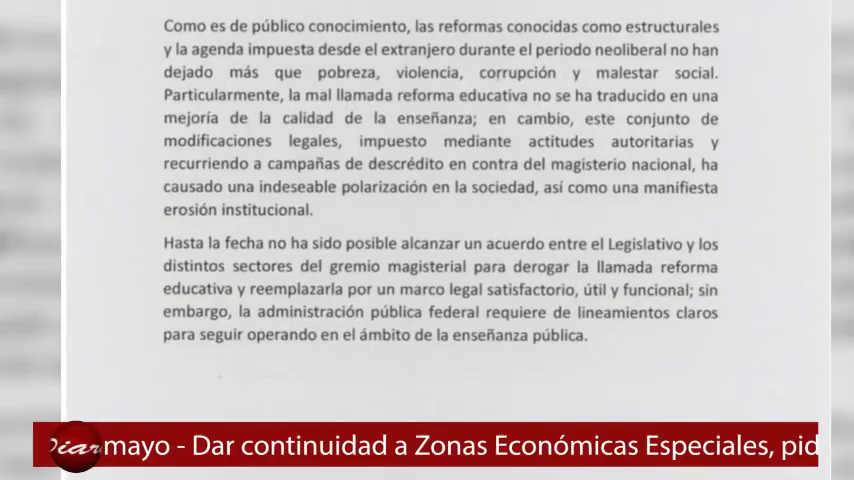 Como es de público conocimiento, las reformas conocidas como estructurales
y la agenda impuesta desde el extranjero durante el periodo neoliberal no han
dejado más que pobreza, violencia, corrupción y malestar social.
Particularmente, la mal llamada reforma educativa no se ha traducido en una
mejoría de la calidad de la enseñanza; en cambio, este conjunto de
modificaciones legales, impuesto mediante actitudes autoritarias y
recurriendo a campañas de descrédito en contra del magisterio nacional, ha
causado una indeseable polarización en la sociedad, así como una manifiesta
erosión institucional.
Hasta la fecha no ha sido posible alcanzar un acuerdo entre el Legislativo y los
distintos sectores del gremio magisterial para derogar la llamada reforma
educativa y reemplazarla por un marco legal satisfactorio, útil y funcional; sin
embargo, la administración pública federal requiere de lineamientos claros
para seguir operando en el ámbito de la enseñanza pública.
Diar mayo - Dar continuidad a Zonas Económicas Especiales, pid